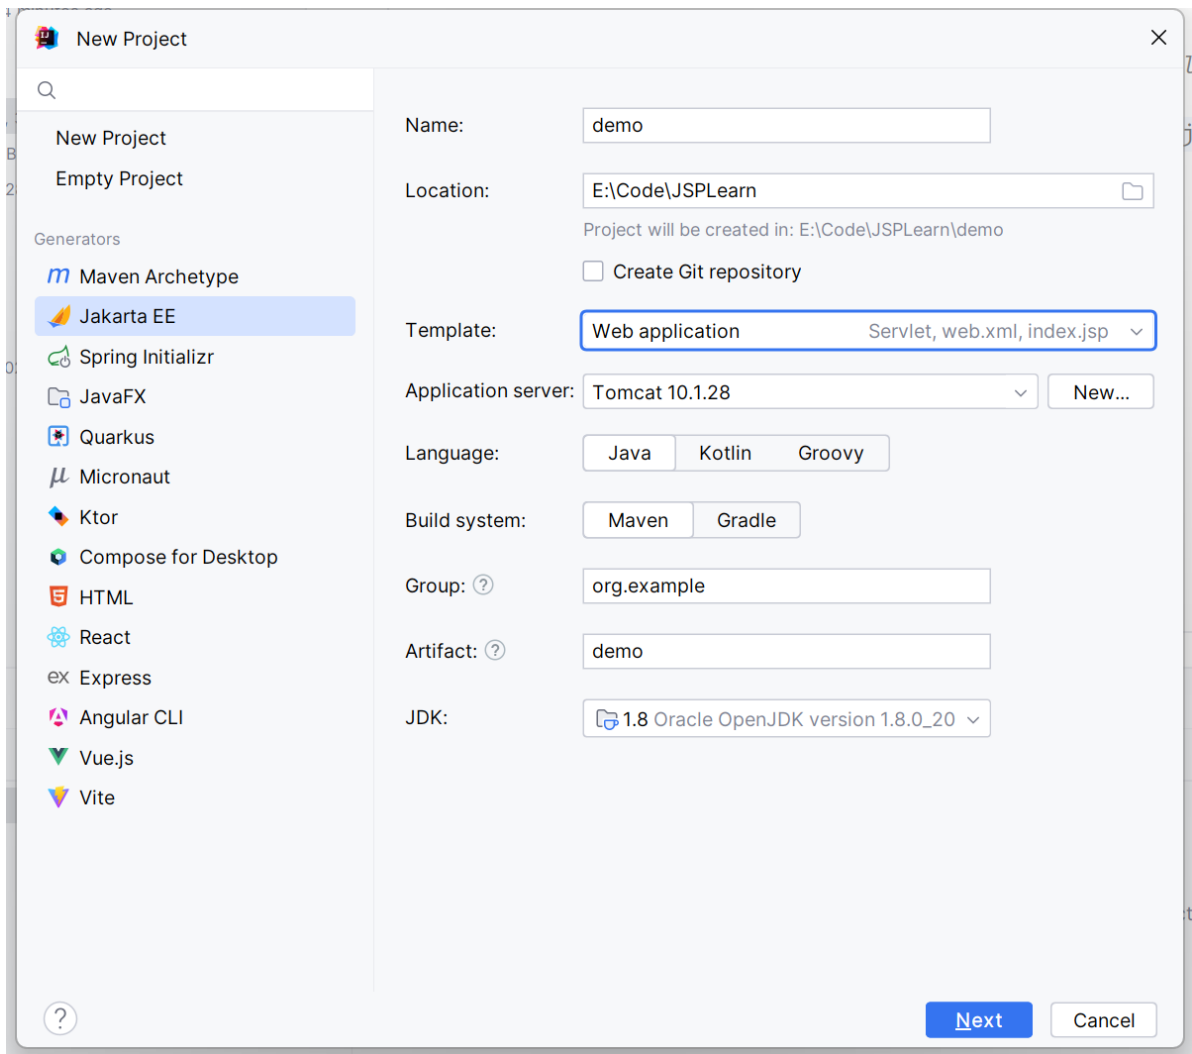 New Project
New Project
Empty Project
Generators
Maven Archetype
Jakarta EE
Spring Initializr
JavaFX
Quarkus
Micronaut
Ktor
Compose for Desktop
HTML
React
ex Express
Angular CLI
Vue.js
Vite
Name: demo
Location: E:\Code\JSPLearn
Project will be created in: E:\Code\JSPLearn\demo
Create Git repository
Template: Web application Servlet, web.xml, index.jsp
Application server: Tomcat 10.1.28 New...
Language: Java Kotlin Groovy
Build system: Maven Gradle
Group: ? org.example
Artifact: ? demo
JDK: 1.8 Oracle OpenJDK version 1.8.0_20
? Next Cancel